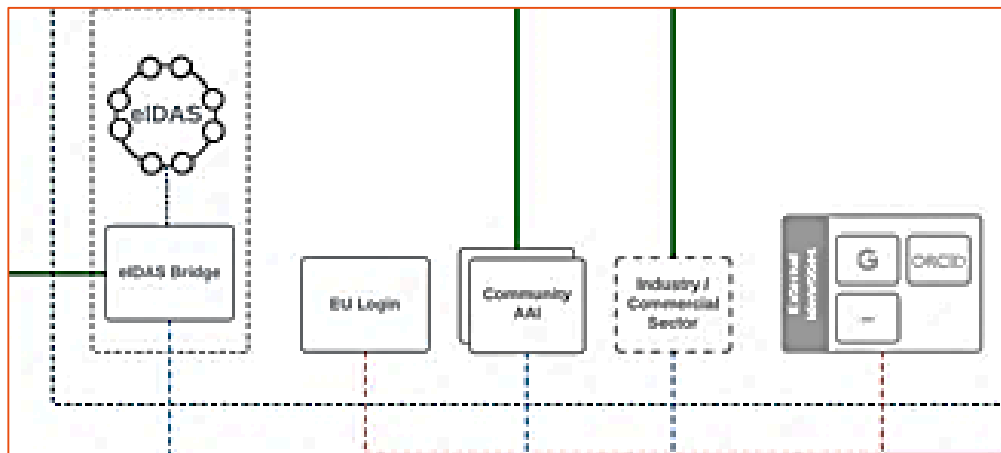 eIDAS
eIDAS Bridge
EU Login
Community
AAI
Industry /
Commercial
Sector
G
ORCID